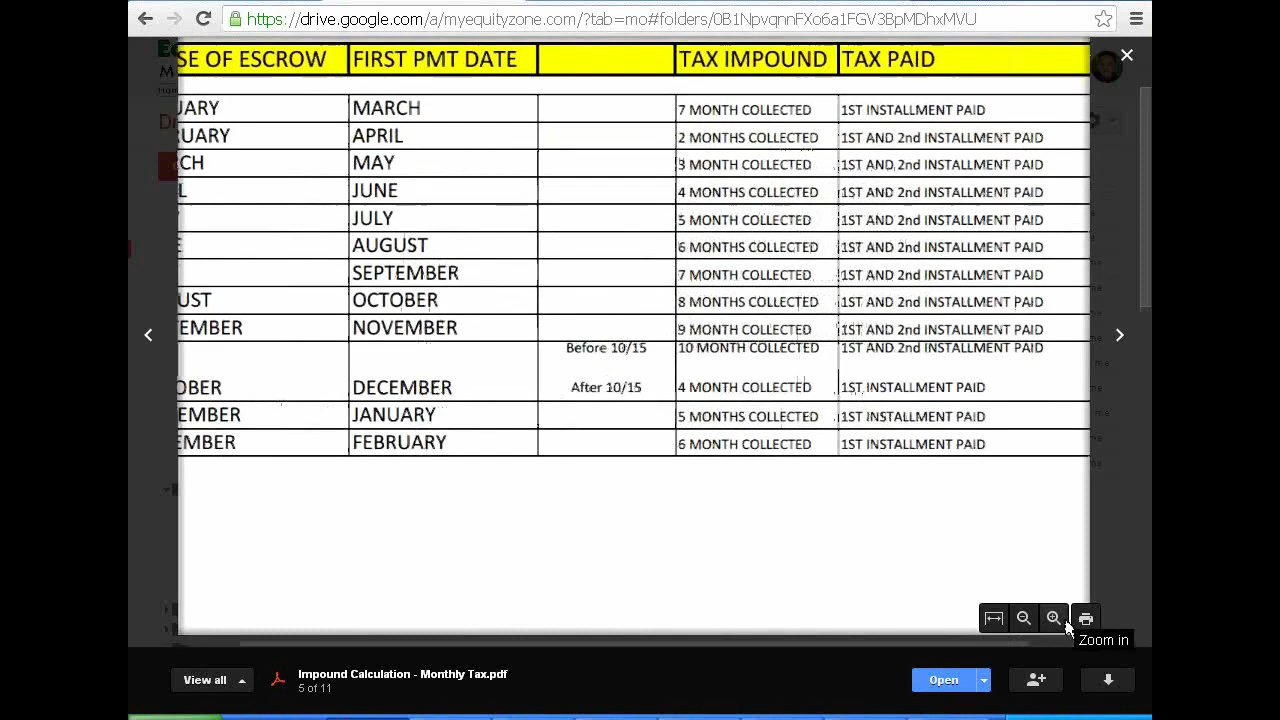 https://drive.google.com/a/myequityzone.com/?tab=mo#folders/0B1NpvqnnFXo6a1FGV3BpMDhxMVU
SE OF ESCROW FIRST PMT DATE TAX IMPOUND TAX PAID
UARY MARCH 7 MONTH COLLECTED 1ST INSTALLMENT PAID
RUARY APRIL 2 MONTHS COLLECTED 1ST AND 2nd INSTALLMENT PAID
RCH MAY 3 MONTH COLLECTED 1ST AND 2nd INSTALLMENT PAID
L JUNE 4 MONTHS COLLECTED 1ST AND 2nd INSTALLMENT PAID
JULY 5 MONTH COLLECTED 1ST AND 2nd INSTALLMENT PAID
E AUGUST 6 MONTHS COLLECTED 1ST AND 2nd INSTALLMENT PAID
SEPTEMBER 7 MONTH COLLECTED 1ST AND 2nd INSTALLMENT PAID
UST OCTOBER 8 MONTHS COLLECTED 1ST AND 2nd INSTALLMENT PAID
EMBER NOVEMBER 9 MONTH COLLECTED 1ST AND 2nd INSTALLMENT PAID
Before 10/15 10 MONTH COLLECTED 1ST AND 2nd INSTALLMENT PAID
OBER DECEMBER After 10/15 4 MONTH COLLECTED 1ST INSTALLMENT PAID
EMBER JANUARY 5 MONTHS COLLECTED 1ST INSTALLMENT PAID
EMBER FEBRUARY 6 MONTH COLLECTED 1ST INSTALLMENT PAID
Zoom in
View all Impound Calculation - Monthly Tax.pdf Open
5 of 11